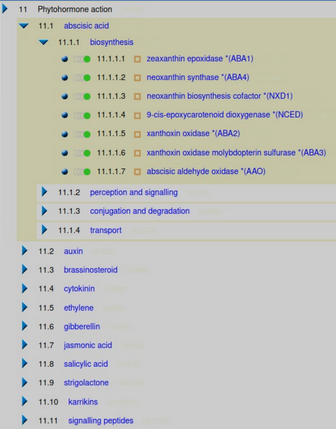 11 Phytohormone action
11.1 abscisic acid
11.1.1 biosynthesis
11.1.1.1 zeaxanthin epoxidase *(ABA1)
11.1.1.2 neoxanthin synthase *(ABA4)
11.1.1.3 neoxanthin biosynthesis cofactor *(NXD1)
11.1.1.4 9-cis-epoxycarotenoid dioxygenase *(NCED)
11.1.1.5 xanthoxin oxidase *(ABA2)
11.1.1.6 xanthoxin oxidase molybdopterin sulfurase *(ABA3)
11.1.1.7 abscisic aldehyde oxidase *(AAO)
11.1.2 perception and signalling
11.1.3 conjugation and degradation
11.1.4 transport
11.2 auxin
11.3 brassinosteroid
11.4 cytokinin
11.5 ethylene
11.6 gibberellin
11.7 jasmonic acid
11.8 salicylic acid
11.9 strigolactone
11.10 karrikins
11.11 signalling peptides